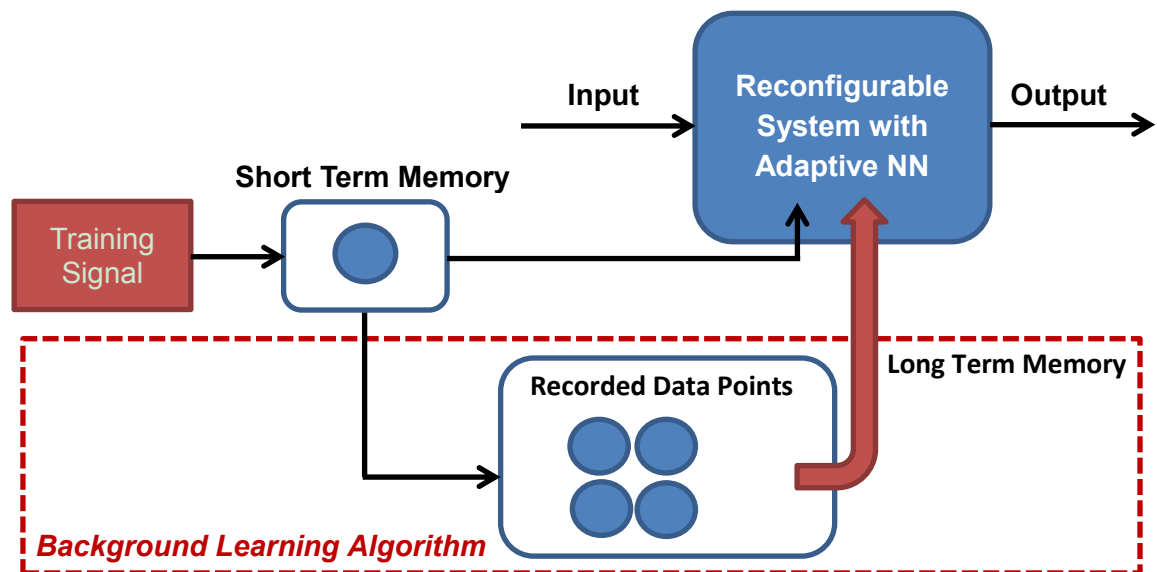 Input
Reconfigurable
System with
Adaptive NN
Output
Short Term Memory
Training
Signal
Long Term Memory
Recorded Data Points
Background Learning Algorithm